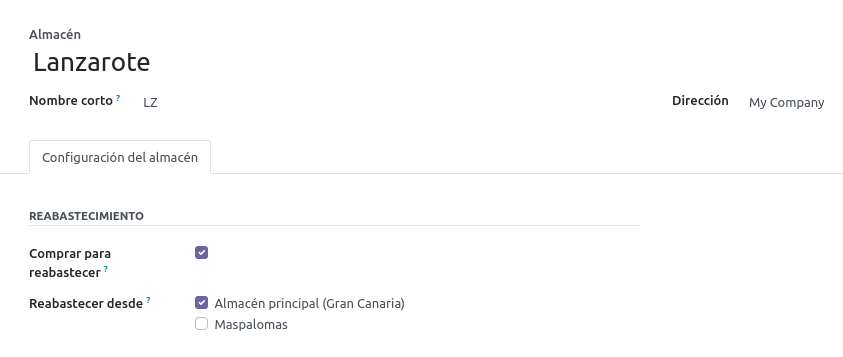 Almacén
Lanzarote
Nombre corto ? LZ
Dirección My Company
Configuración del almacén
REABASTECIMIENTO
Comprar para
reabastecer ?
Reabastecer desde ? Almacén principal (Gran Canaria)
Maspalomas